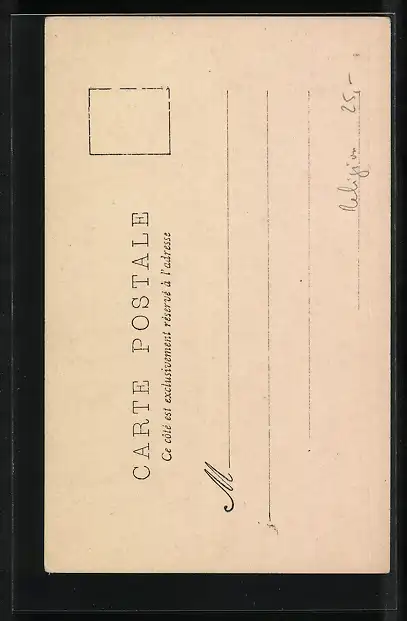 CARTE POSTALE
Ce côté est exclusivement réservé à l'adresse
M
à
Religion 25,-